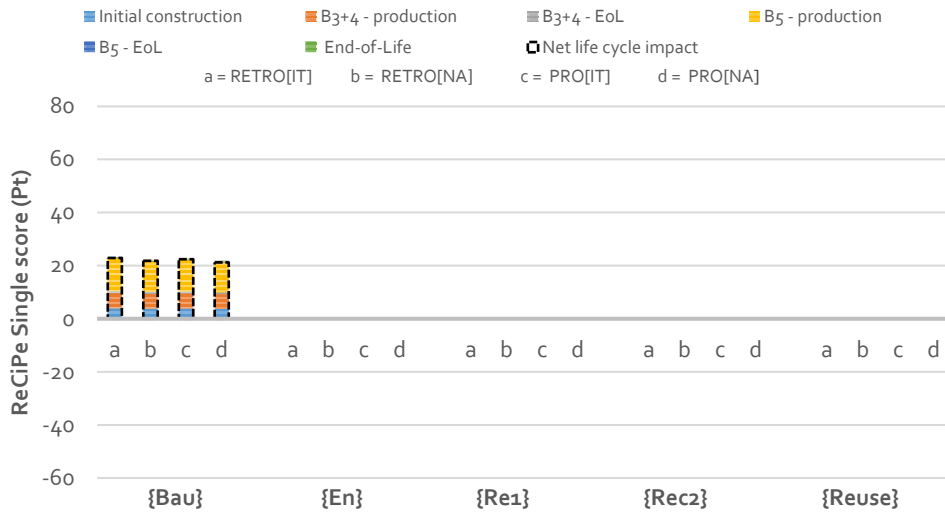 Initial construction B3+4 - production B3+4 - EoL B5 - production
B5 - EoL End-of-Life Net life cycle impact
a = RETRO[IT] b = RETRO[NA] c = PRO[IT] d = PRO[NA]
ReCiPe Single score (Pt)
80
60
40
20
0
a b c d a b c d a b c d a b c d a b c d
-20
-40
-60
{Bau} {En} {Re1} {Rec2} {Reuse}